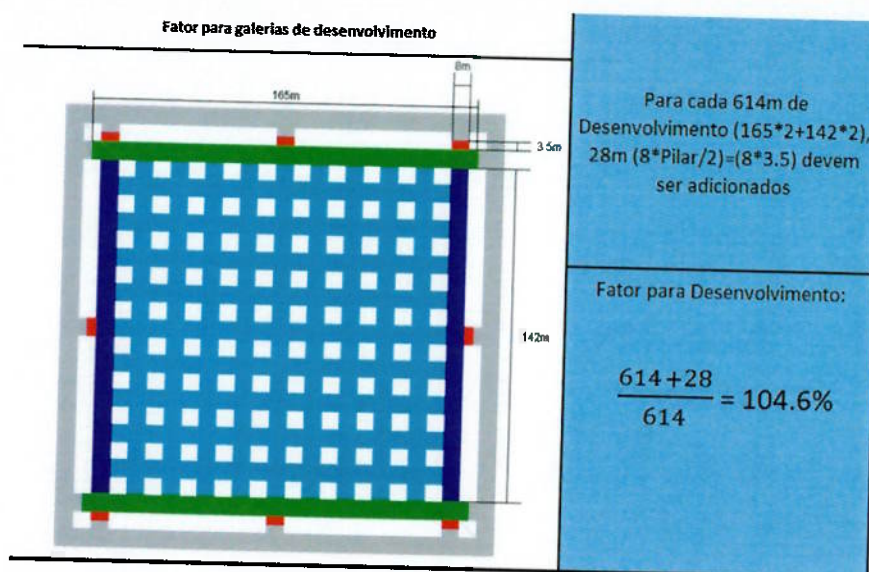 Fator para galerias de desenvolvimento
8m
165m
3.5m
142m
Para cada 614m de
Desenvolvimento (165*2+142*2),
28m (8*Pilar/2)=(8*3.5) devem
ser adicionados
Fator para Desenvolvimento:
614+28
614
= 104.6%